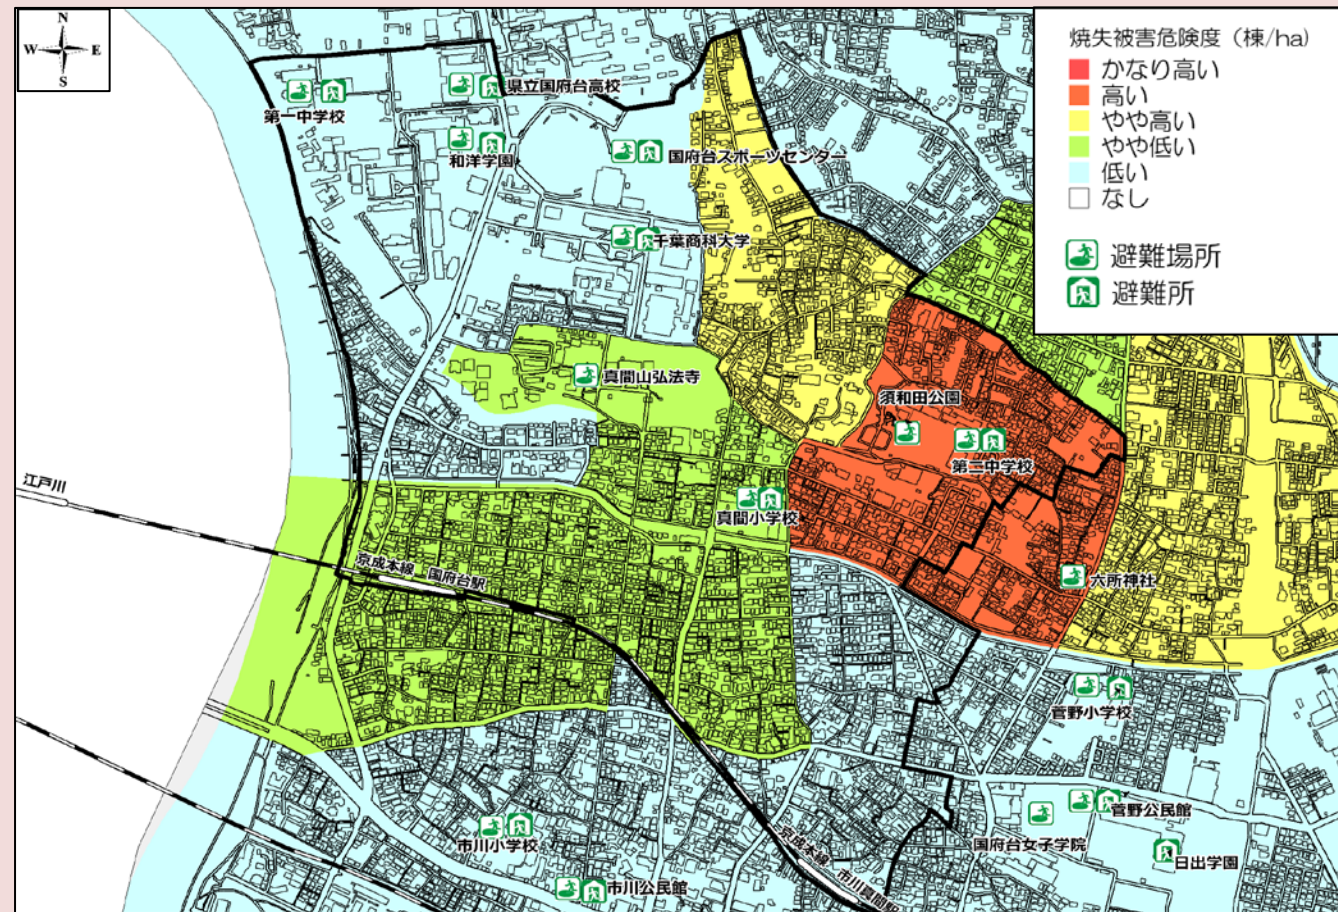 N
W E
S
焼失被害危険度（棟/ha）
かなり高い
高い
やや高い
やや低い
低い
なし
避難場所
避難所
第一中学校
県立国府台高校
和洋学園
国府台スポーツセンター
千葉商科大学
真間山弘法寺
須和田公園
第二中学校
真間小学校
江戸川
京成本線 国府台駅
六所神社
菅野小学校
菅野公民館
国府台女子学院
日出学園
市川小学校
市川公民館
京成本線 市川真間駅